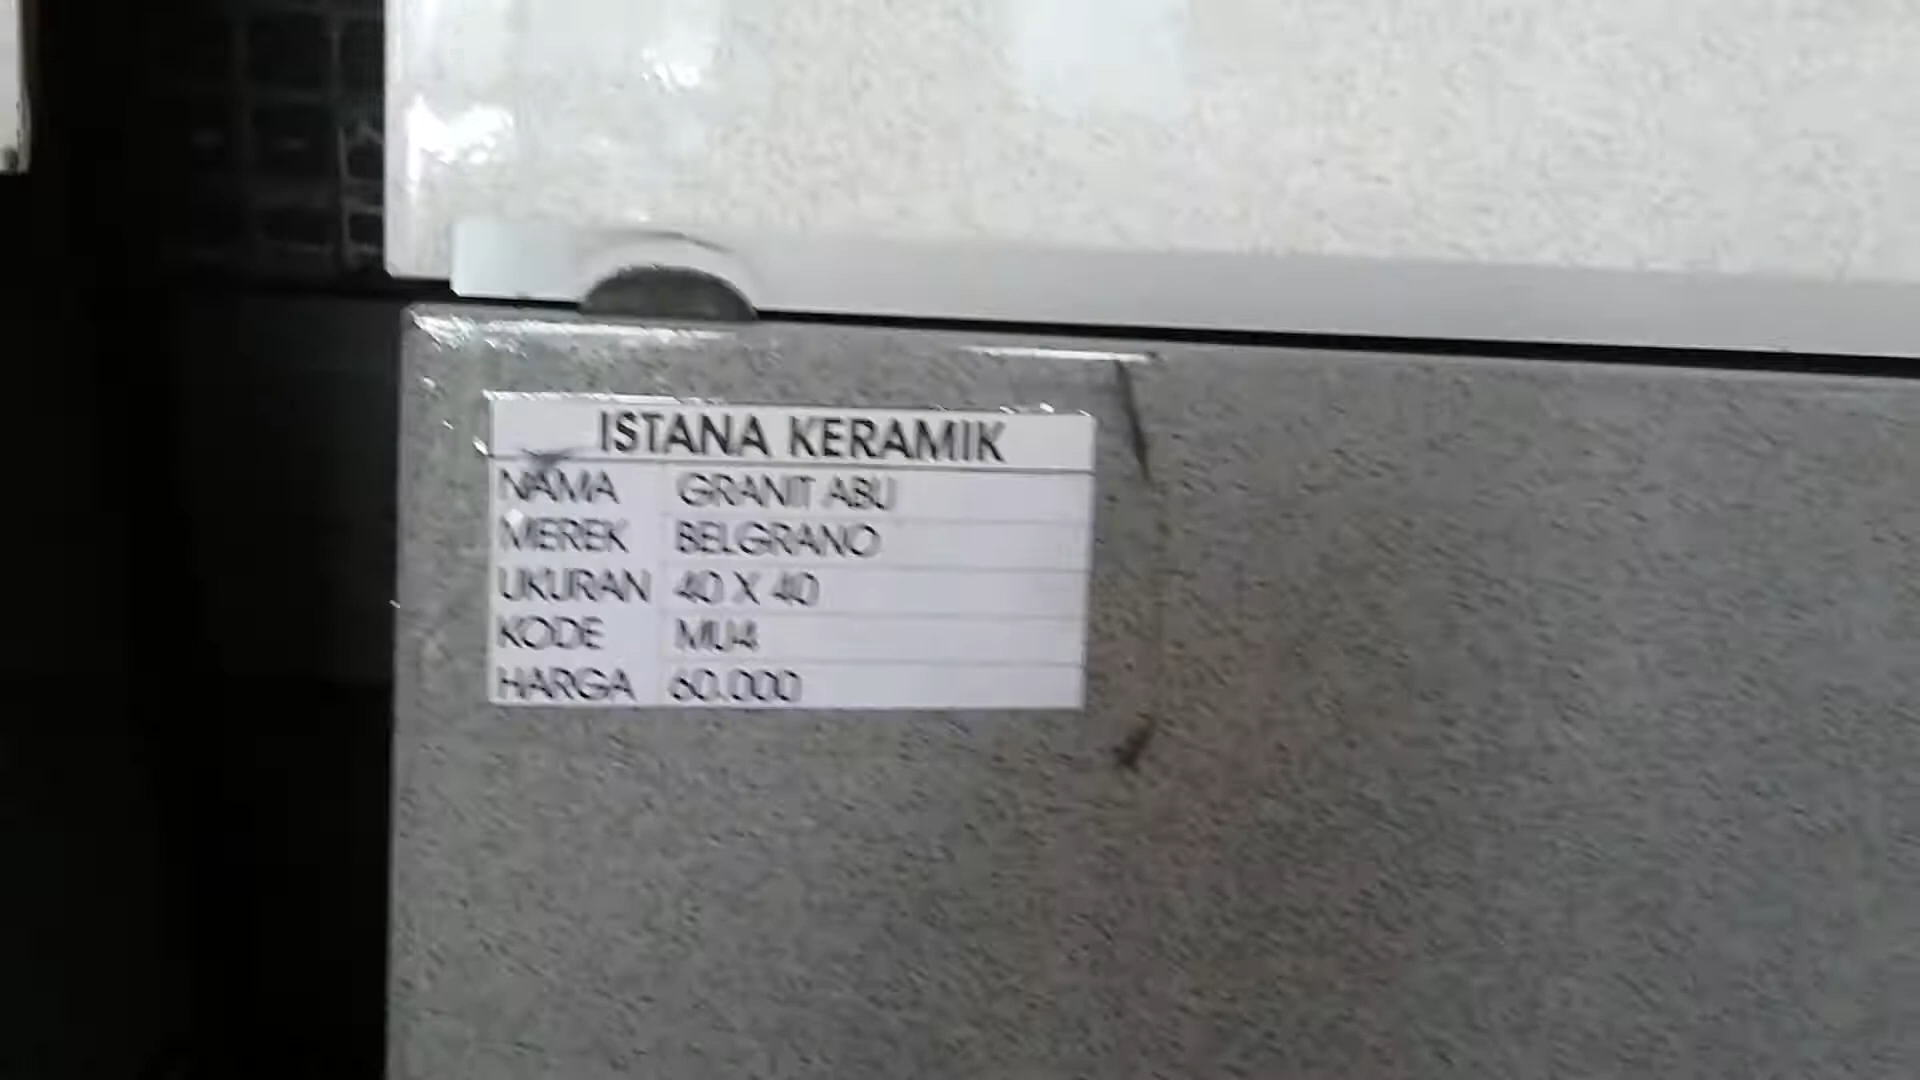 ISTANA KERAMIK
NAMA GRANIT ABU
MEREK BELGRANO
UKURAN 40 X 40
KODE MU4
HARGA 60.000